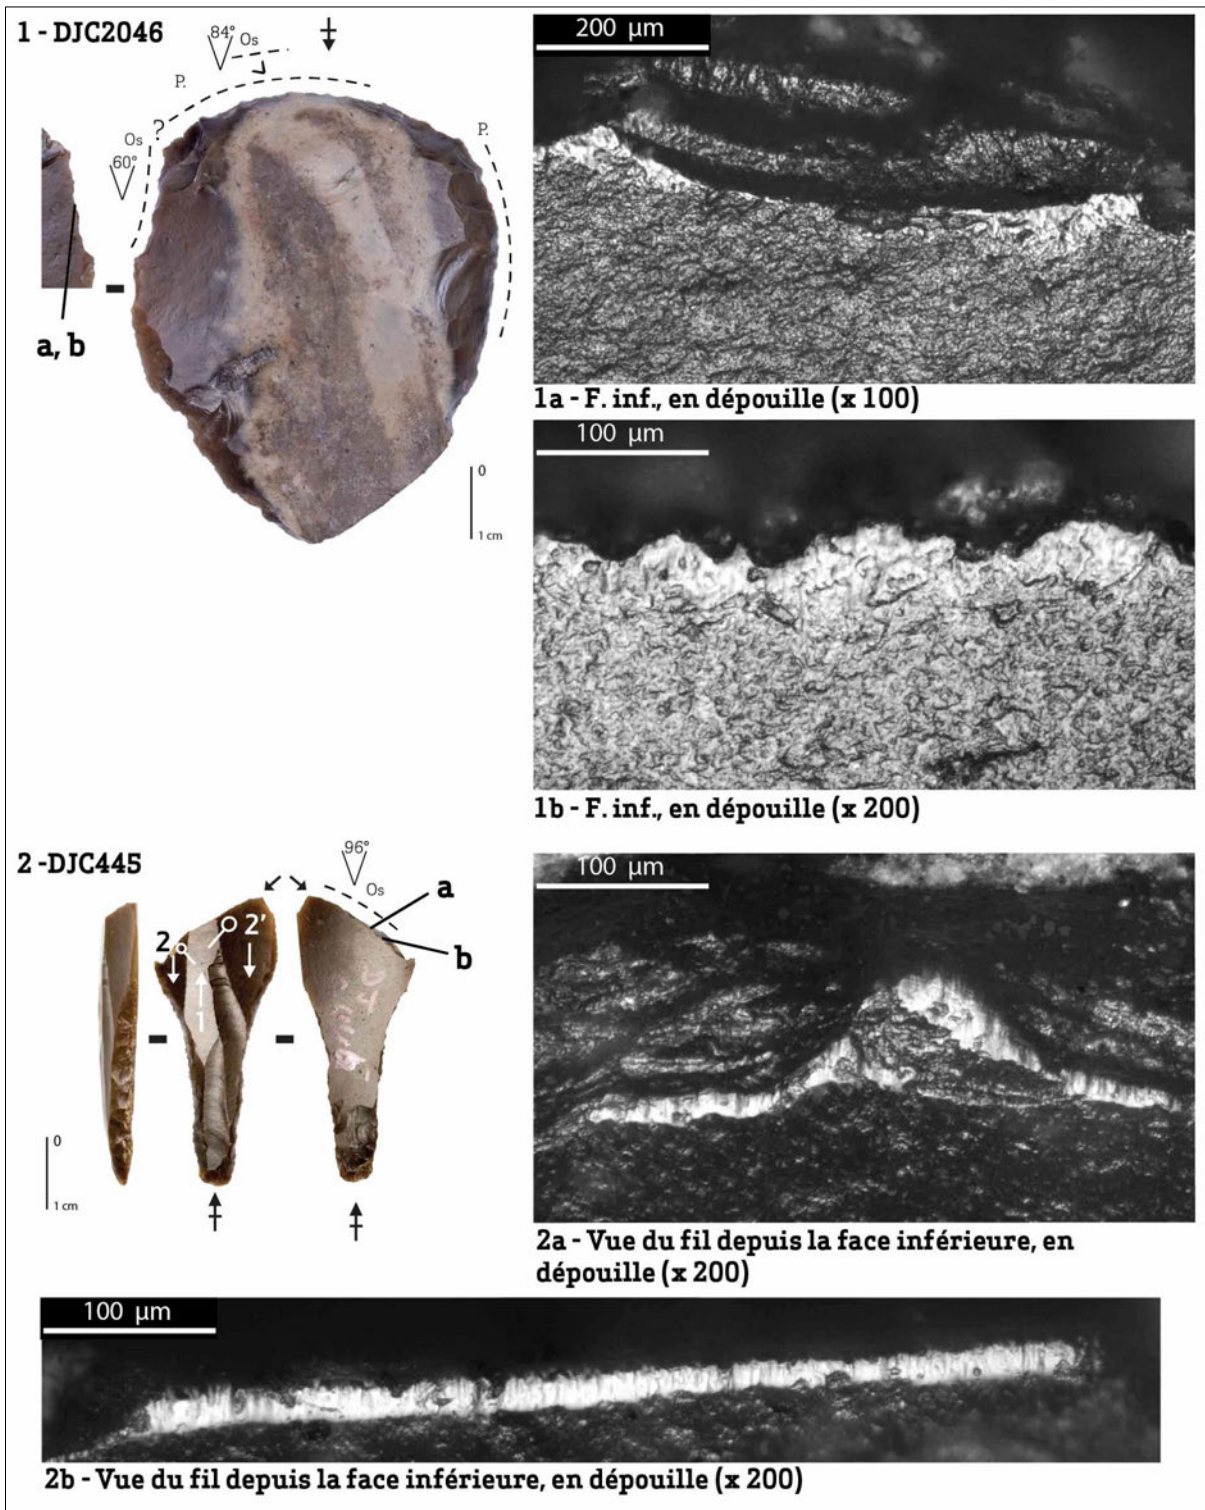 1 - DJC2046
84°
Os
P.
?
Os
60°
P.
a, b
0
1 cm
200 µm
1a - F. inf., en dépouille (x 100)
100 µm
1b - F. inf., en dépouille (x 200)
2 -DJC445
96°
Os
a
b
2
2'
1
0
1 cm
100 µm
2a - Vue du fil depuis la face inférieure, en
dépouille (x 200)
100 µm
2b - Vue du fil depuis la face inférieure, en dépouille (x 200)